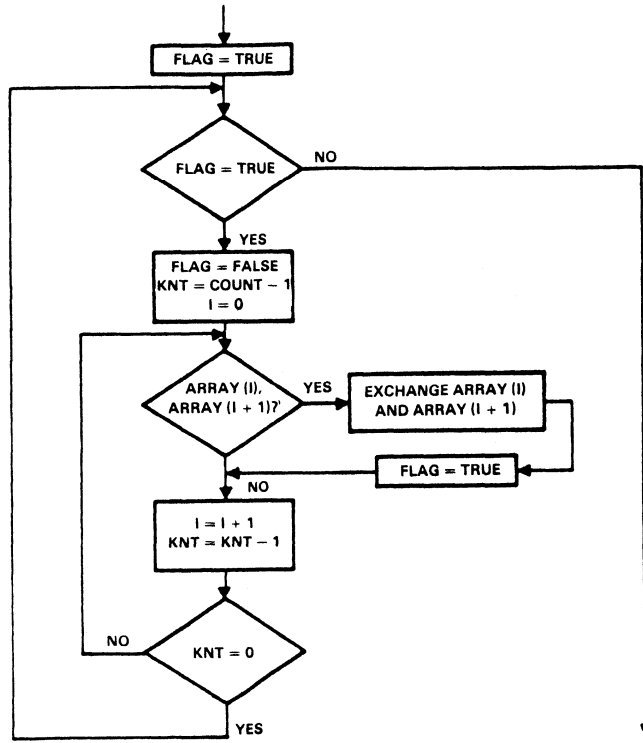 FLAG = TRUE
FLAG = TRUE
NO
YES
FLAG = FALSE
KNT = COUNT - 1
I = 0
ARRAY (I),
ARRAY (I + 1)?'
YES
EXCHANGE ARRAY (I)
AND ARRAY (I + 1)
FLAG = TRUE
NO
I = I + 1
KNT = KNT - 1
NO
KNT = 0
YES